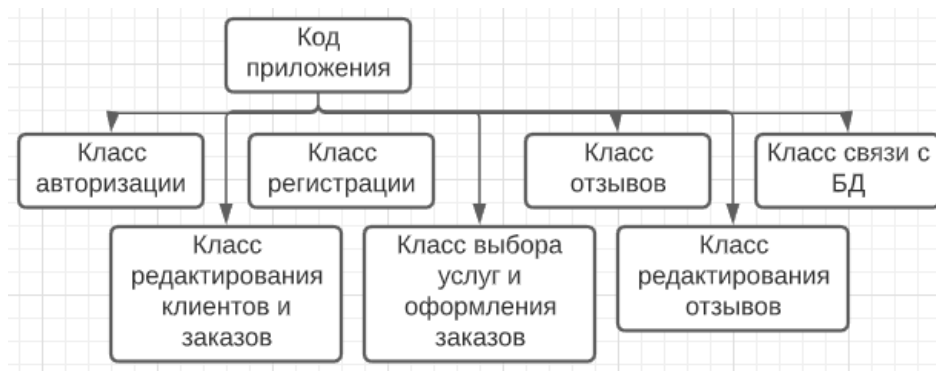 Код
приложения
Класс
авторизации
Класс
регистрации
Класс
отзывов
Класс связи с
БД
Класс
редактирования
клиентов и
заказов
Класс выбора
услуг и
оформления
заказов
Класс
редактирования
отзывов